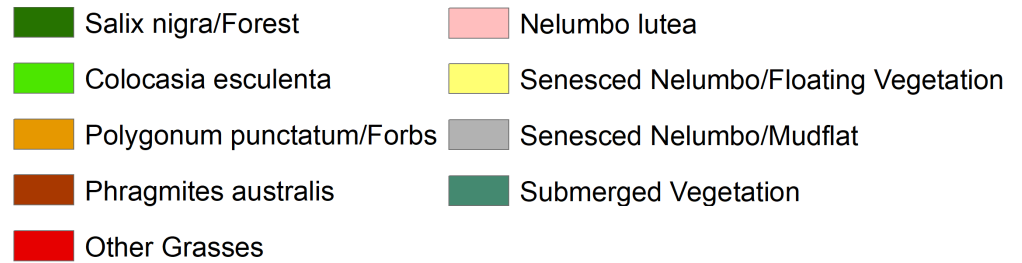 Salix nigra/Forest
Colocasia esculenta
Polygonum punctatum/Forbs
Phragmites australis
Other Grasses
Nelumbo lutea
Senesced Nelumbo/Floating Vegetation
Senesced Nelumbo/Mudflat
Submerged Vegetation